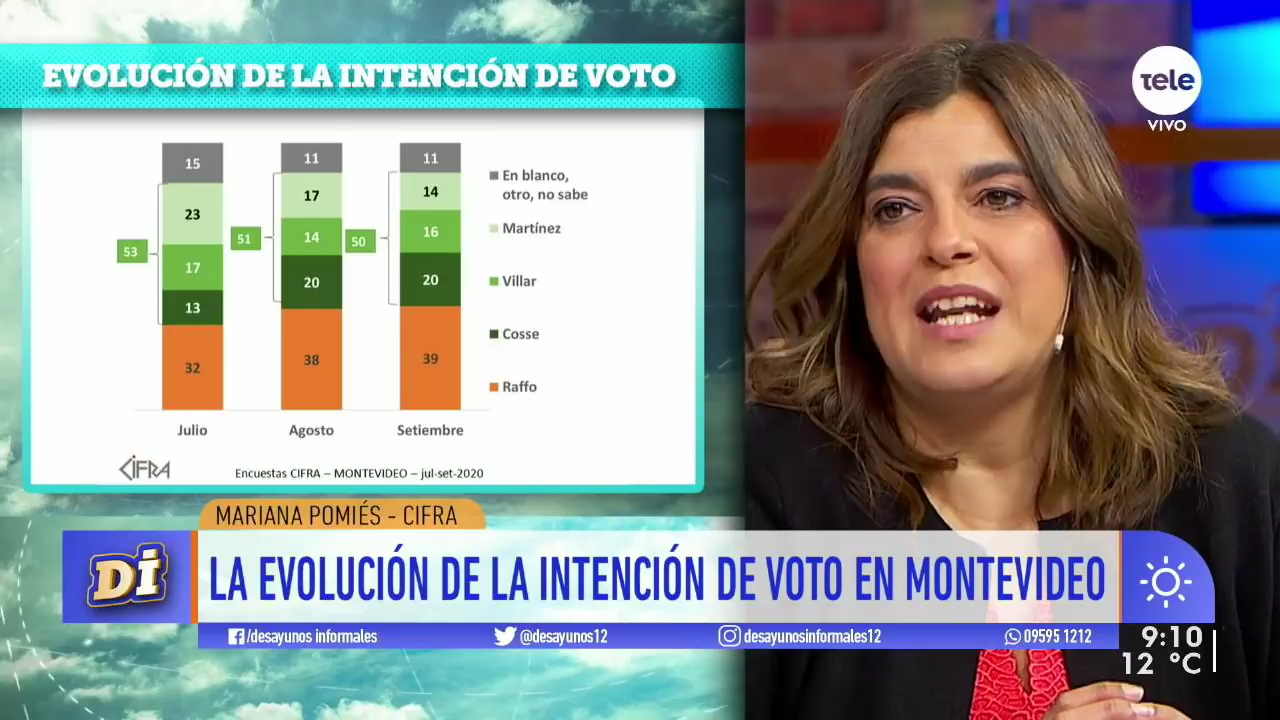 EVOLUCIÓN DE LA INTENCIÓN DE VOTO
tele
VIVO
15 11 11
23 17 14
53 51 50
17 14 16
13 20 20
32 38 39
En blanco,
otro, no sabe
Martínez
Villar
Cosse
Raffo
Julio Agosto Setiembre
CIFRA
Encuestas CIFRA – MONTEVIDEO – jul-set-2020
MARIANA POMIÉS - CIFRA
Di
LA EVOLUCIÓN DE LA INTENCIÓN DE VOTO EN MONTEVIDEO
/desayunos informales @desayunos12 desayunosinformales12 09595 1212
9:10
12 °C